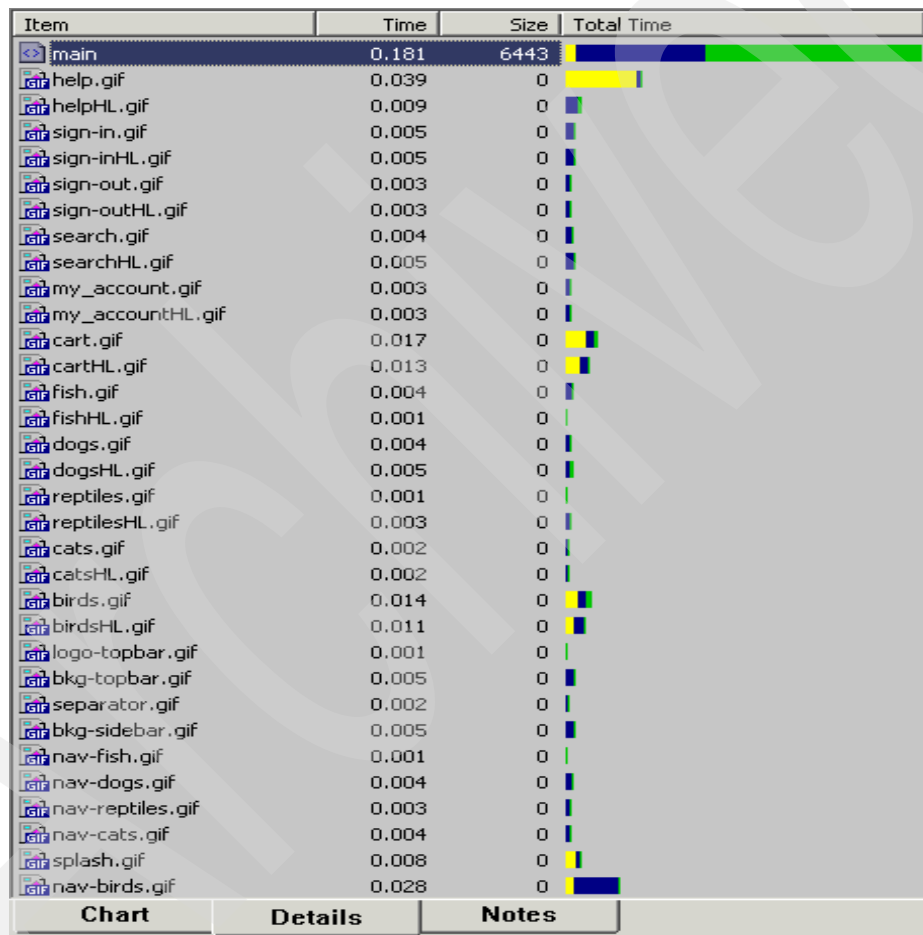 Item Time Size Total Time
main 0.181 6443
help.gif 0.039 0
helpHL.gif 0.009 0
sign-in.gif 0.005 0
sign-inHL.gif 0.005 0
sign-out.gif 0.003 0
sign-outHL.gif 0.003 0
search.gif 0.004 0
searchHL.gif 0.005 0
my_account.gif 0.003 0
my_accountHL.gif 0.003 0
cart.gif 0.017 0
cartHL.gif 0.013 0
fish.gif 0.004 0
fishHL.gif 0.001 0
dogs.gif 0.004 0
dogsHL.gif 0.005 0
reptiles.gif 0.001 0
reptilesHL.gif 0.003 0
cats.gif 0.002 0
catsHL.gif 0.002 0
birds.gif 0.014 0
birdsHL.gif 0.011 0
logo-topbar.gif 0.001 0
bkg-topbar.gif 0.005 0
separator.gif 0.002 0
bkg-sidebar.gif 0.005 0
nav-fish.gif 0.001 0
nav-dogs.gif 0.004 0
nav-reptiles.gif 0.003 0
nav-cats.gif 0.004 0
splash.gif 0.008 0
nav-birds.gif 0.028 0
Chart Details Notes